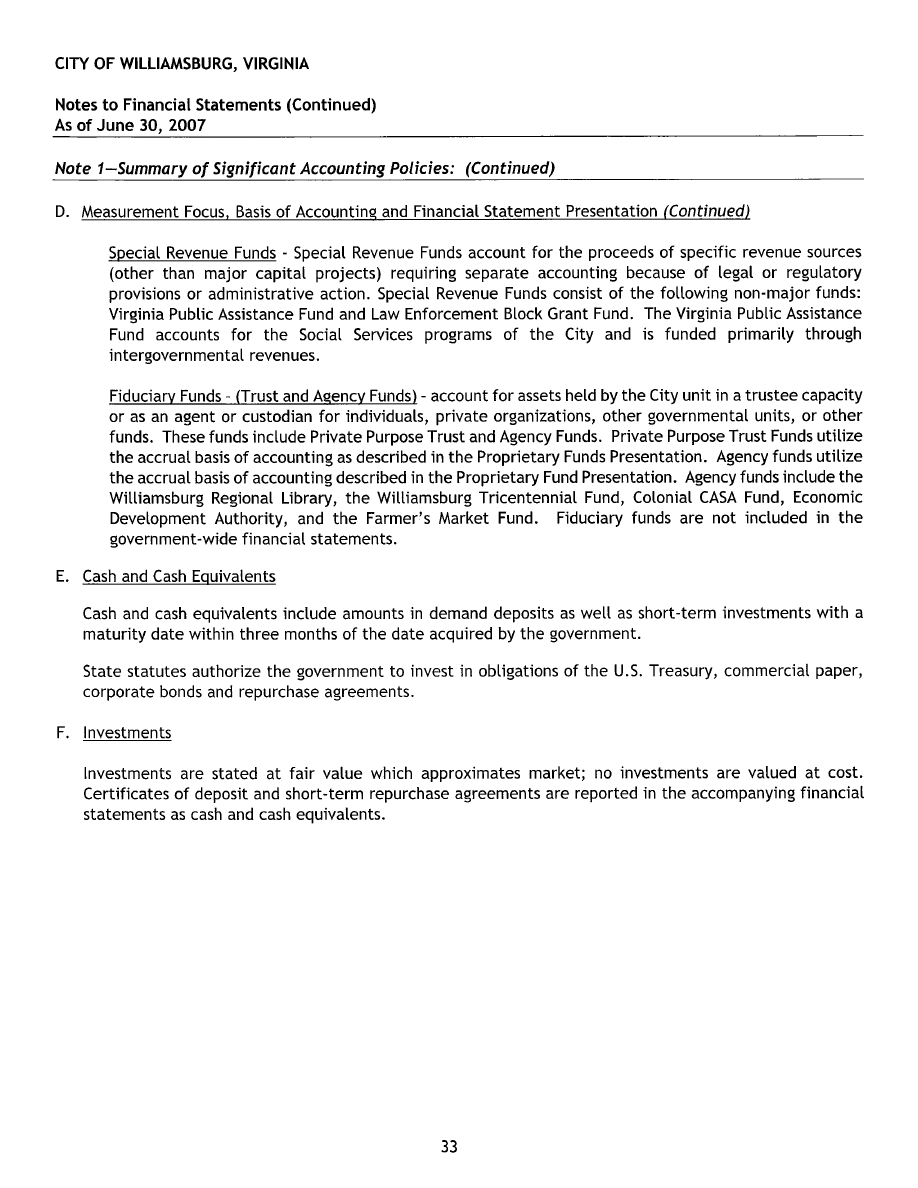 CITY OF WILLIAMSBURG, VIRGINIA
Notes to Financial Statements (Continued)
As of June 30, 2007
Note 1—Summary of Significant Accounting Policies: (Continued)
D. Measurement Focus, Basis of Accounting and Financial Statement Presentation (Continued)
Special Revenue Funds - Special Revenue Funds account for the proceeds of specific revenue sources
(other than major capital projects) requiring separate accounting because of legal or regulatory
provisions or administrative action. Special Revenue Funds consist of the following non-major funds:
Virginia Public Assistance Fund and Law Enforcement Block Grant Fund. The Virginia Public Assistance
Fund accounts for the Social Services programs of the City and is funded primarily through
intergovernmental revenues.
Fiduciary Funds - (Trust and Agency Funds) - account for assets held by the City unit in a trustee capacity
or as an agent or custodian for individuals, private organizations, other governmental units, or other
funds. These funds include Private Purpose Trust and Agency Funds. Private Purpose Trust Funds utilize
the accrual basis of accounting as described in the Proprietary Funds Presentation. Agency funds utilize
the accrual basis of accounting described in the Proprietary Fund Presentation. Agency funds include the
Williamsburg Regional Library, the Williamsburg Tricentennial Fund, Colonial CASA Fund, Economic
Development Authority, and the Farmer's Market Fund. Fiduciary funds are not included in the
government-wide financial statements.
E. Cash and Cash Equivalents
Cash and cash equivalents include amounts in demand deposits as well as short-term investments with a
maturity date within three months of the date acquired by the government.
State statutes authorize the government to invest in obligations of the U.S. Treasury, commercial paper,
corporate bonds and repurchase agreements.
F. Investments
Investments are stated at fair value which approximates market; no investments are valued at cost.
Certificates of deposit and short-term repurchase agreements are reported in the accompanying financial
statements as cash and cash equivalents.
33